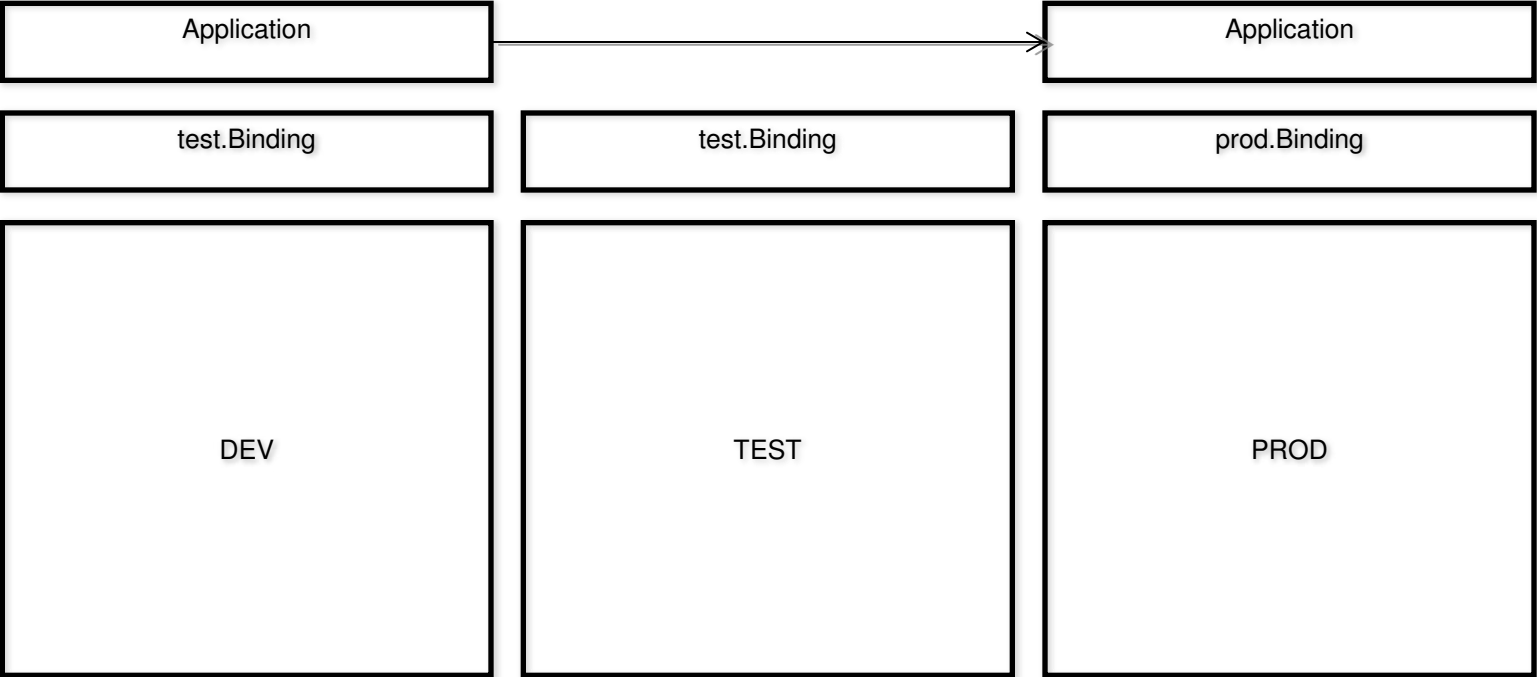 Application
Application
test.Binding
test.Binding
prod.Binding
DEV
TEST
PROD